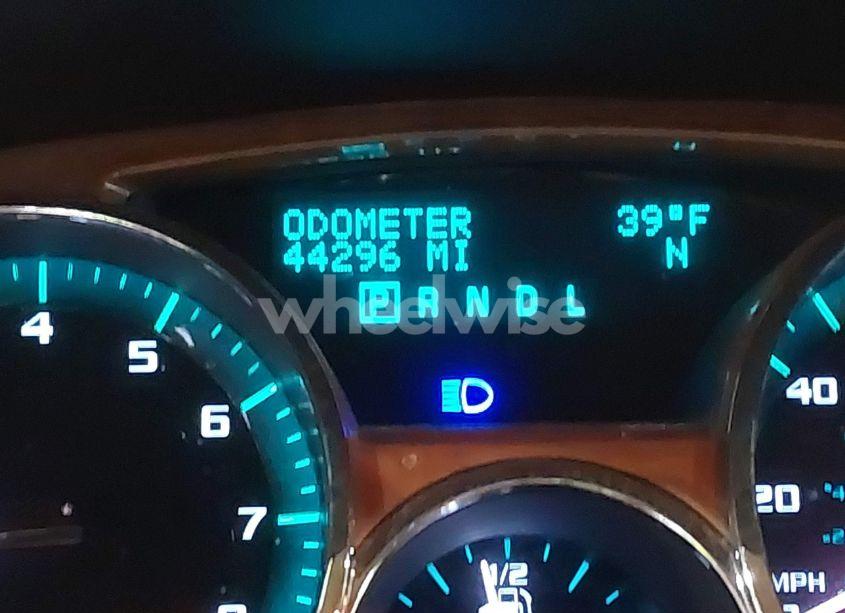 ODOMETER 39°F
44296 MI N
P R N D L
wheelwise
4
5
6
7
40
20
MPH
1/2